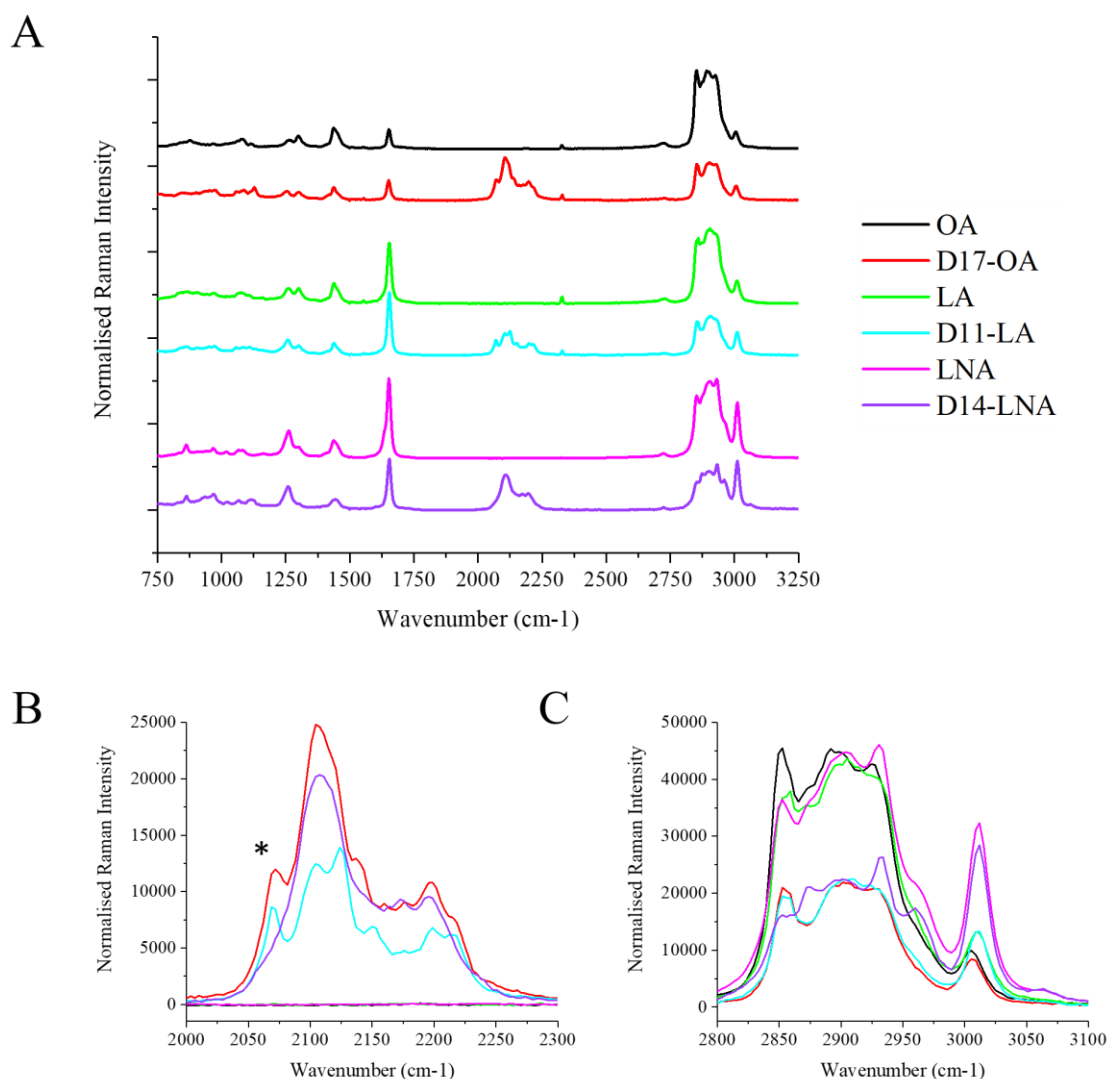 A
Normalised Raman Intensity
OA
D17-OA
LA
D11-LA
LNA
D14-LNA
750 1000 1250 1500 1750 2000 2250 2500 2750 3000 3250
Wavenumber (cm-1)
B
25000
20000
15000
10000
5000
0
*
Normalised Raman Intensity
2000 2050 2100 2150 2200 2250 2300
Wavenumber (cm-1)
C
50000
40000
30000
20000
10000
0
Normalised Raman Intensity
2800 2850 2900 2950 3000 3050 3100
Wavenumber (cm-1)